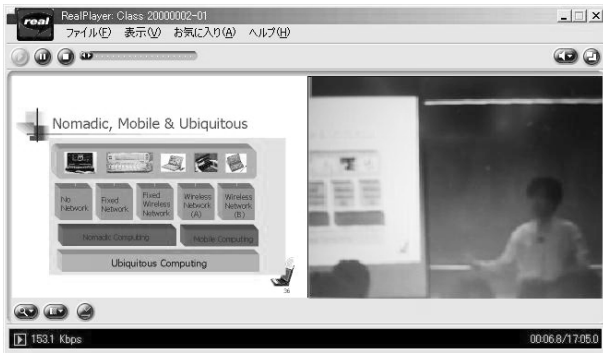 real
RealPlayer: Class 20000002-01
ファイル(F) 表示(V) お気に入り(A) ヘルプ(H)
Nomadic, Mobile & Ubiquitous
No Network
Fixed Network
Fixed Wireless Network
Wireless Network (A)
Wireless Network (B)
Nomadic Computing
Mobile Computing
Ubiquitous Computing
36
153.1 Kbps
00:06.8/17:05.0